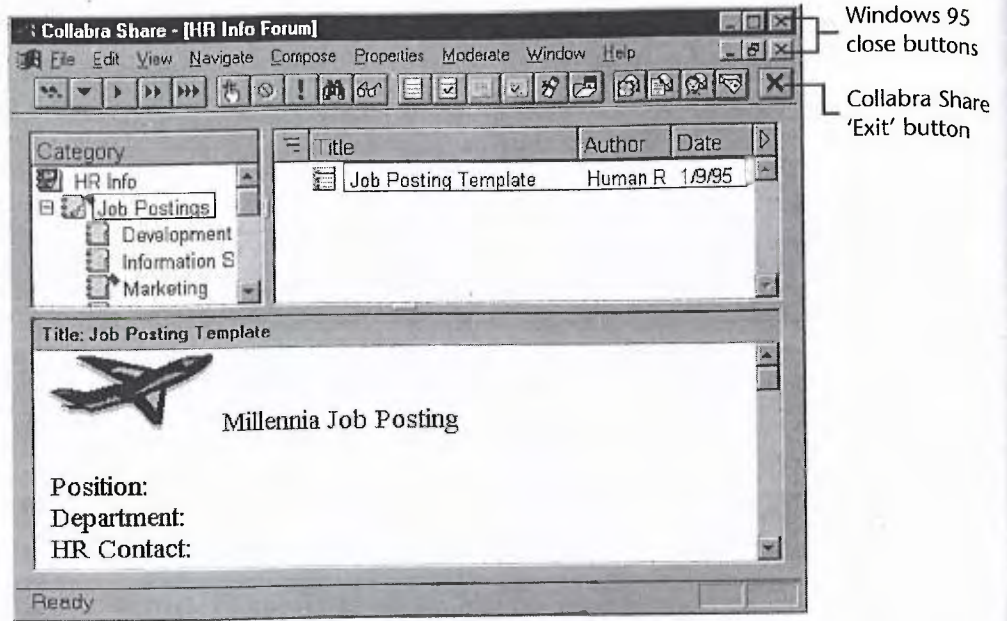 Collabra Share - [HR Info Forum]
File Edit View Navigate Compose Properties Moderate Window Help
Windows 95
close buttons
Collabra Share
'Exit' button
Category
HR Info
Job Postings
Development
Information S
Marketing
Title Author Date
Job Posting Template Human R 1/9/95
Title: Job Posting Template
Millennia Job Posting
Position:
Department:
HR Contact:
Ready